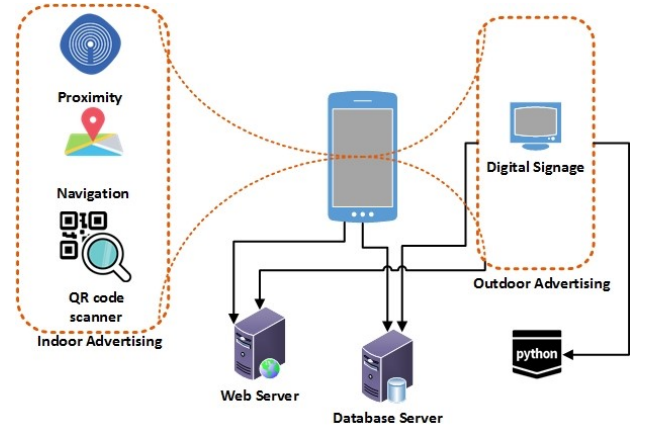 Proximity
Navigation
QR code
scanner
Indoor Advertising
Digital Signage
Outdoor Advertising
Web Server
Database Server
python